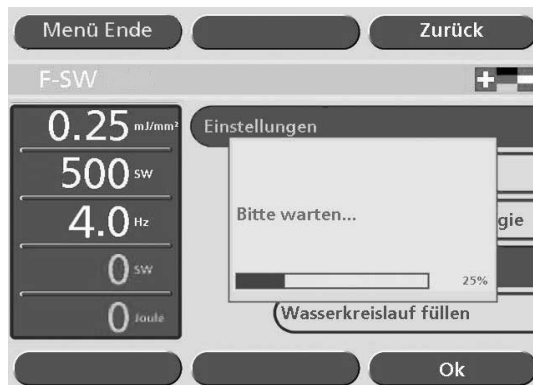 Menü Ende
Zurück
F-SW
0.25 mJ/mm²
500 SW
4.0 Hz
0 SW
0 Joule
Einstellungen
Bitte warten...
25%
gie
Wasserkreislauf füllen
Ok